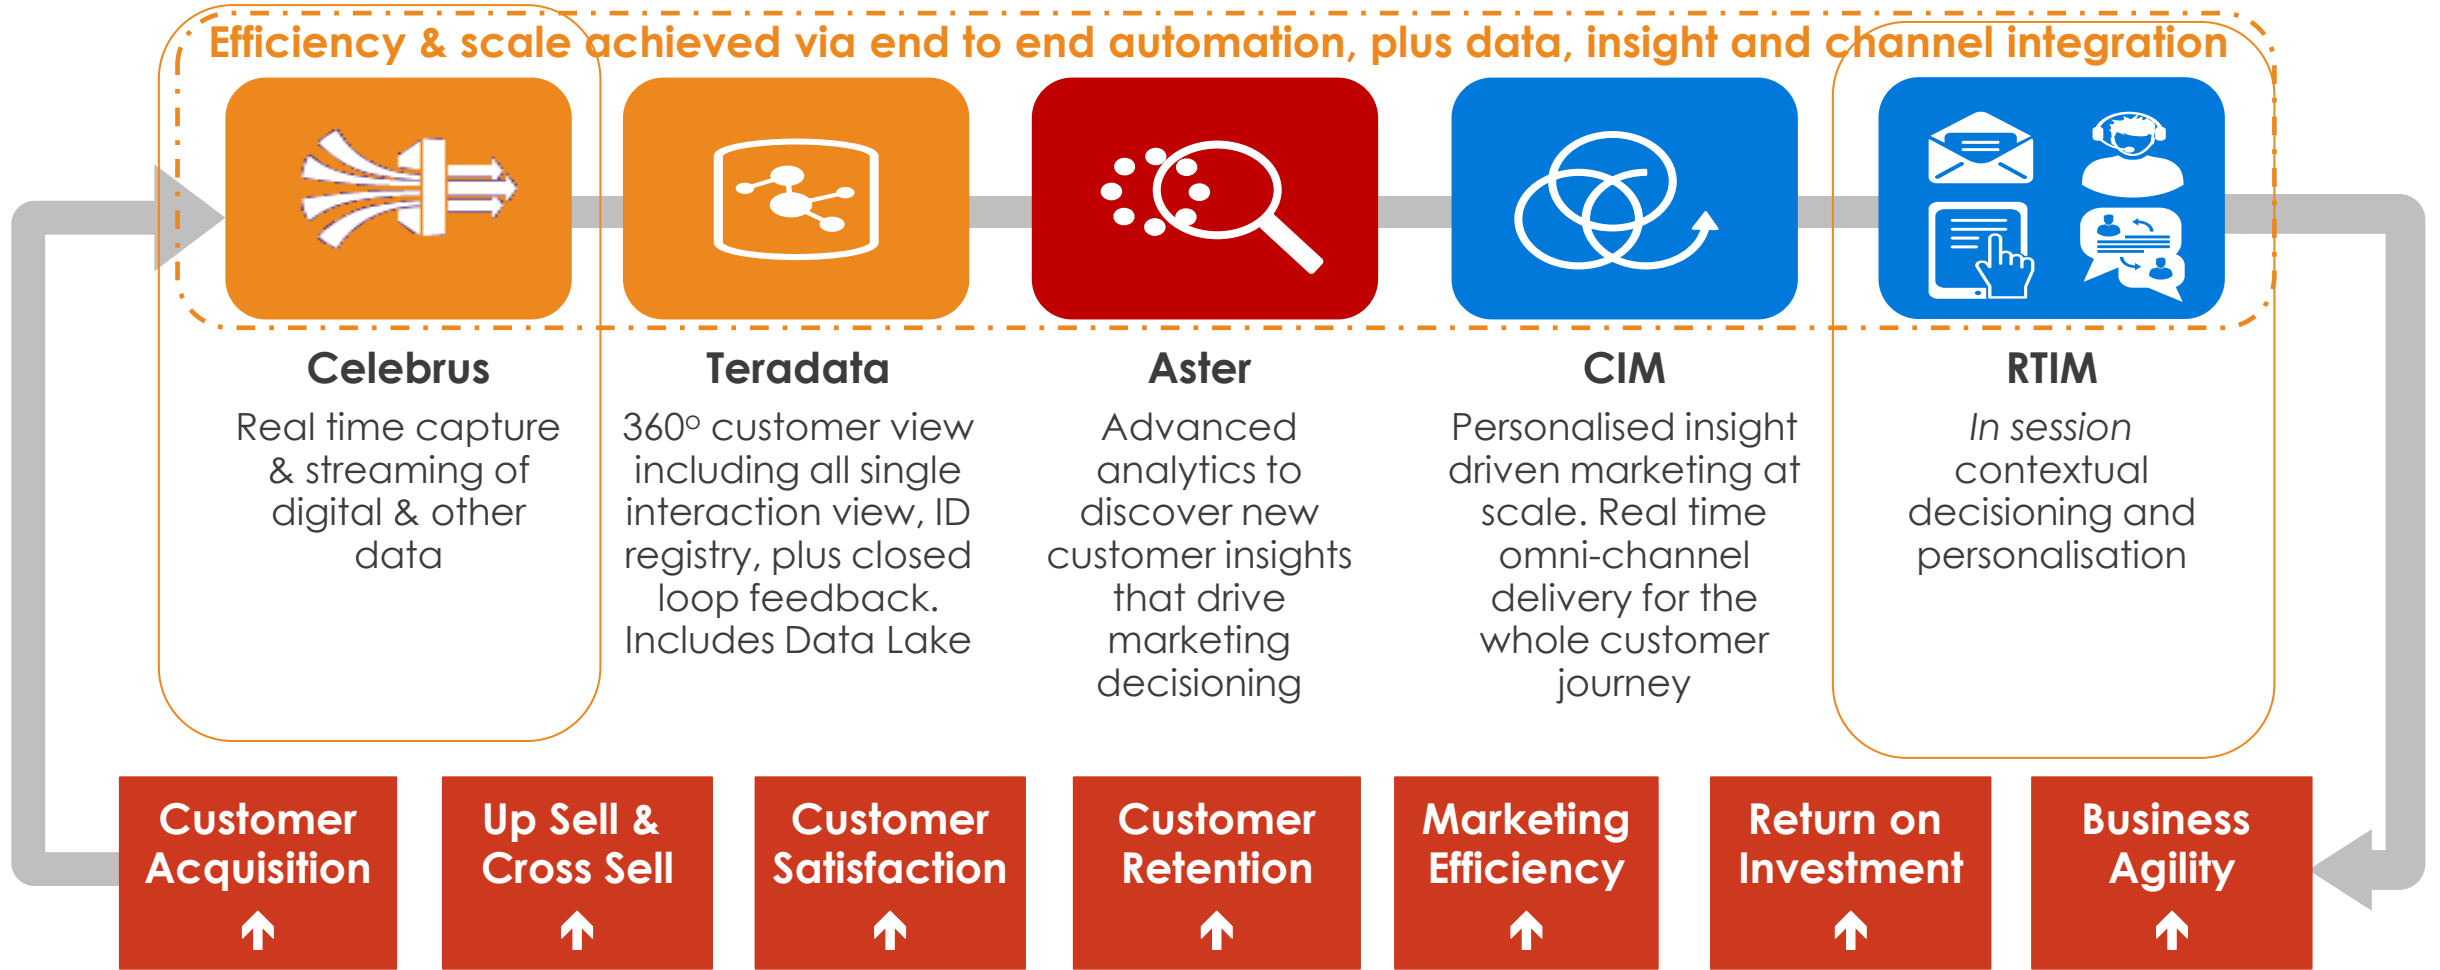 Efficiency & scale achieved via end to end automation, plus data, insight and channel integration
Celebrus
Real time capture
& streaming of
digital & other
data
Teradata
360º customer view
including all single
interaction view, ID
registry, plus closed
loop feedback.
Includes Data Lake
Aster
Advanced
analytics to
discover new
customer insights
that drive
marketing
decisioning
CIM
Personalised insight
driven marketing at
scale. Real time
omni-channel
delivery for the
whole customer
journey
RTIM
In session
contextual
decisioning and
personalisation
Customer
Acquisition
Up Sell &
Cross Sell
Customer
Satisfaction
Customer
Retention
Marketing
Efficiency
Return on
Investment
Business
Agility